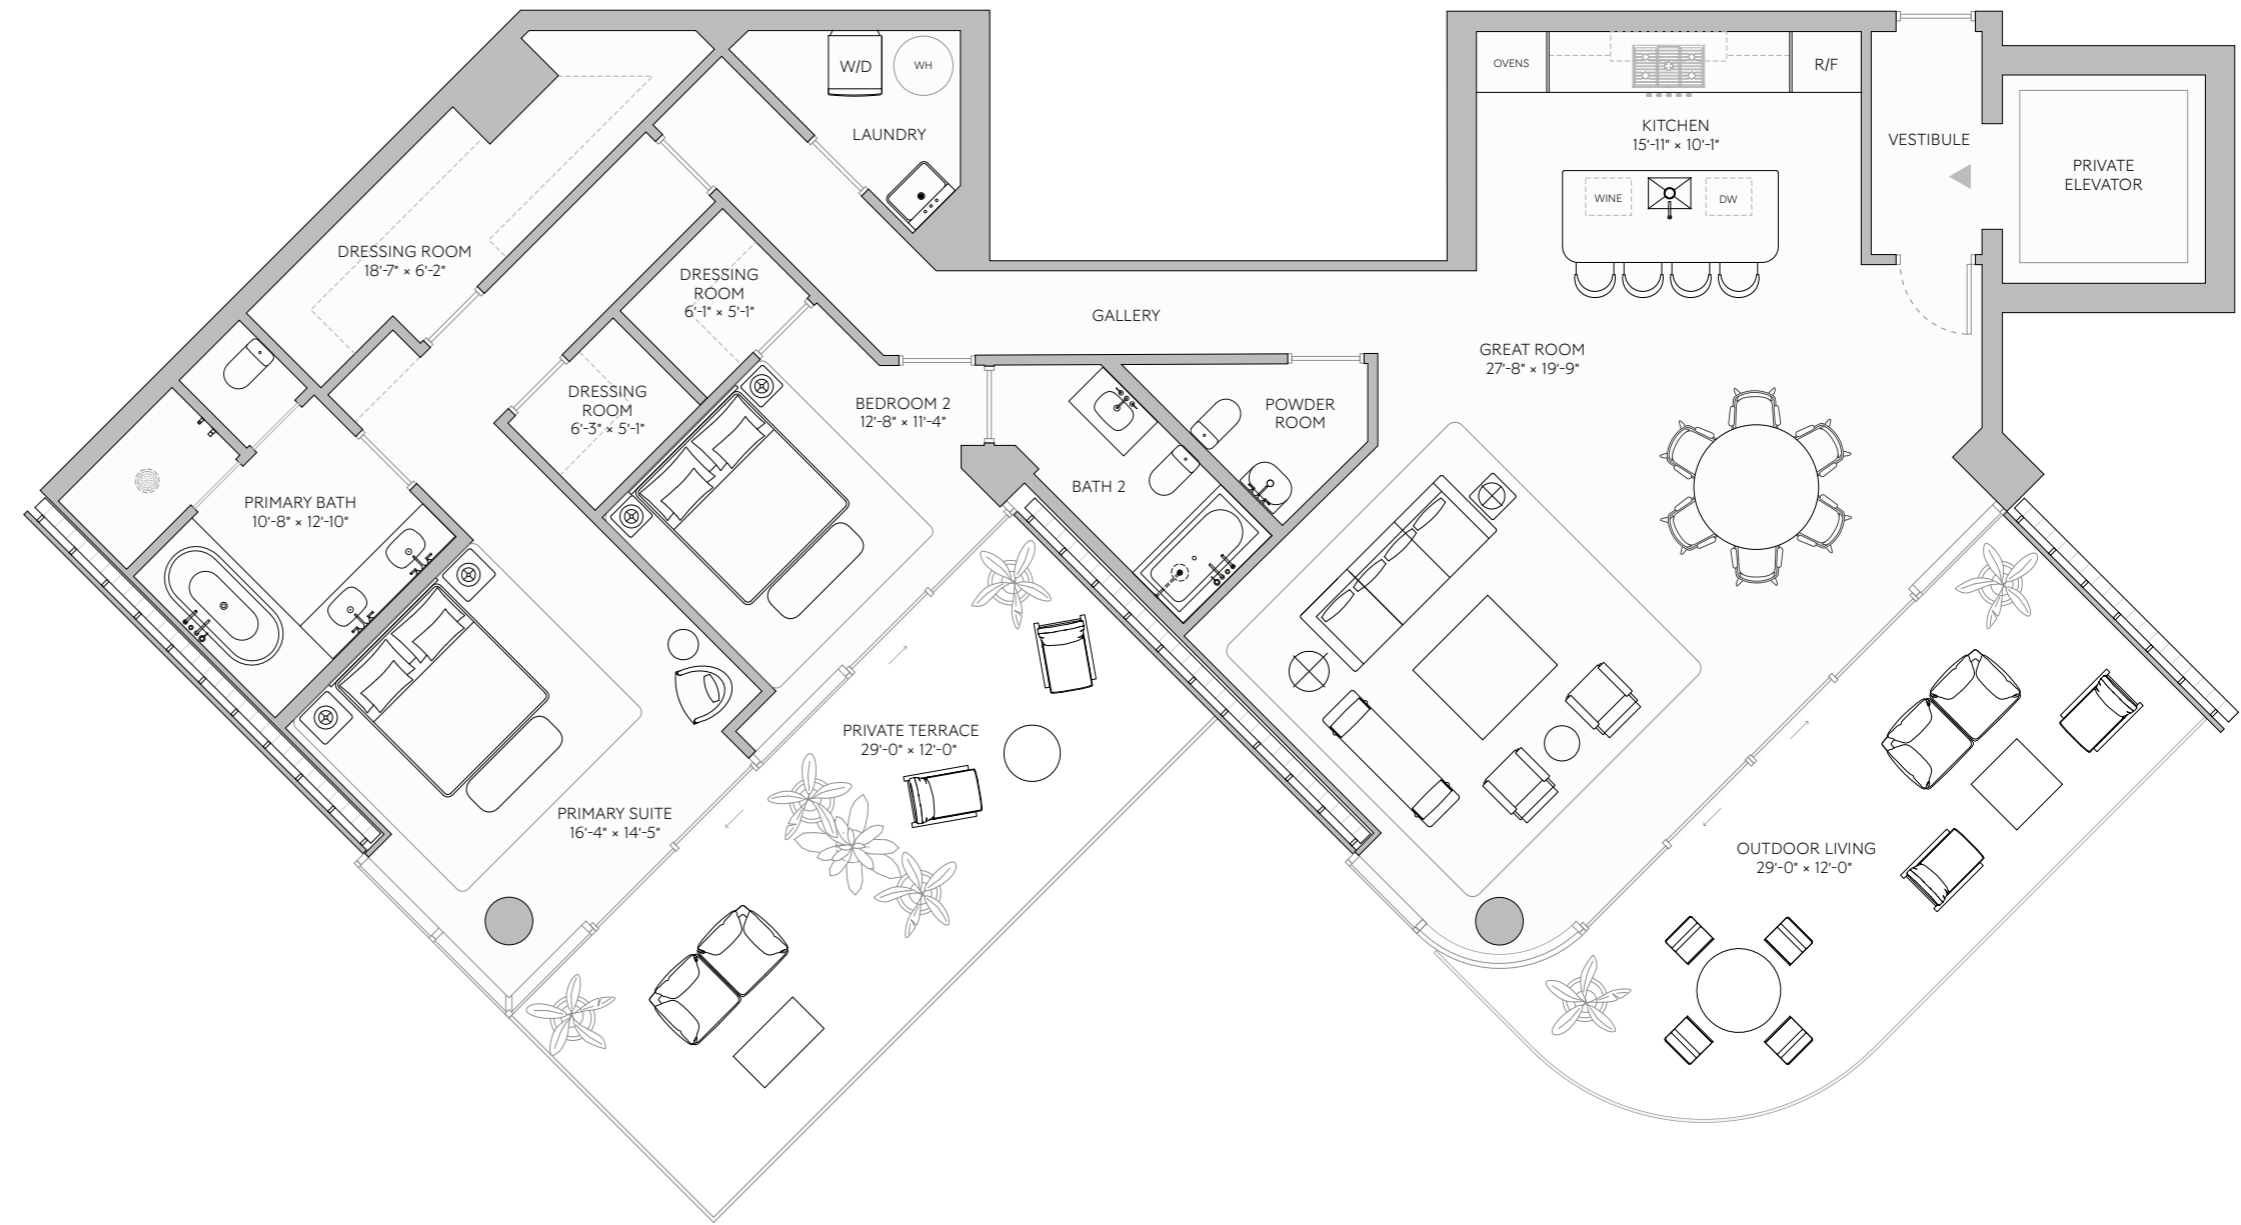 W/D
WH
LAUNDRY
OVENS
R/F
KITCHEN
15'-11" × 10'-1"
WINE
DW
VESTIBULE
PRIVATE
ELEVATOR
DRESSING ROOM
18'-7" × 6'-2"
DRESSING
ROOM
6'-1" × 5'-1"
GALLERY
GREAT ROOM
27'-8" × 19'-9"
DRESSING
ROOM
6'-3" × 5'-1"
BEDROOM 2
12'-8" × 11'-4"
POWDER
ROOM
BATH 2
PRIMARY BATH
10'-8" × 12'-10"
PRIVATE TERRACE
29'-0" × 12'-0"
PRIMARY SUITE
16'-4" × 14'-5"
OUTDOOR LIVING
29'-0" × 12'-0"